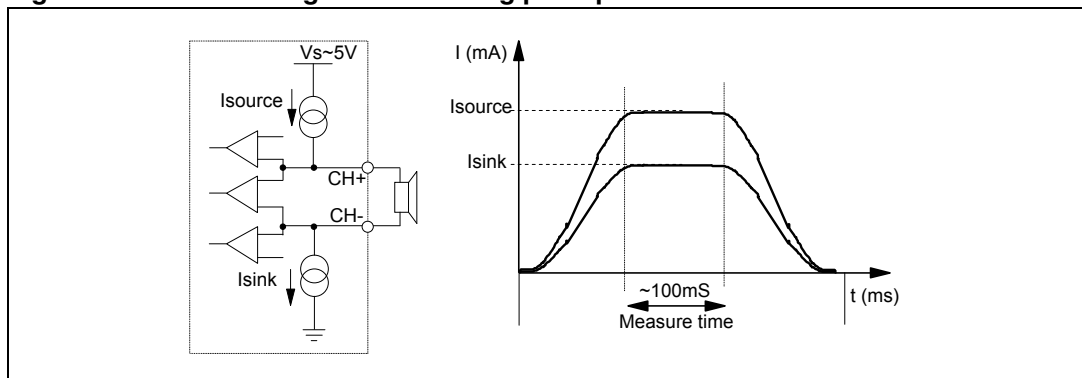 Vs~5V
Isource
CH+
CH-
Isink
I (mA)
Isource
Isink
~100mS
Measure time
t (ms)